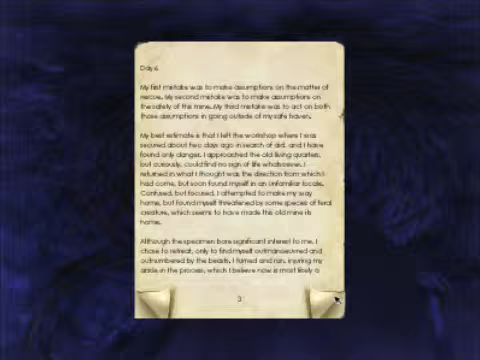 Day 6
My first mistake was to make assumptions on the matter of
rescue. My second mistake was to make assumptions on
the safety of this mine. My third mistake was to act on both
those assumptions in going outside of my safe haven.
My best estimate is that I left the workshop where I was
secured about two days ago in search of aid, and I have
found only danger. I approached the old living quarters,
but curiously, could find no sign of life whatsoever. I
returned in what I thought was the direction from which I
had come, but soon found myself in an unfamiliar locale.
Confused, but focused, I attempted to make my way
home, but found myself threatened by some species of feral
creature, which seems to have made this old mine its
home.
Although the specimen bore significant interest to me, I
chose to retreat, only to find myself outmanoeuvred and
outnumbered by the beasts. I turned and ran, injuring my
ankle in the process, which I believe now is most likely a
3